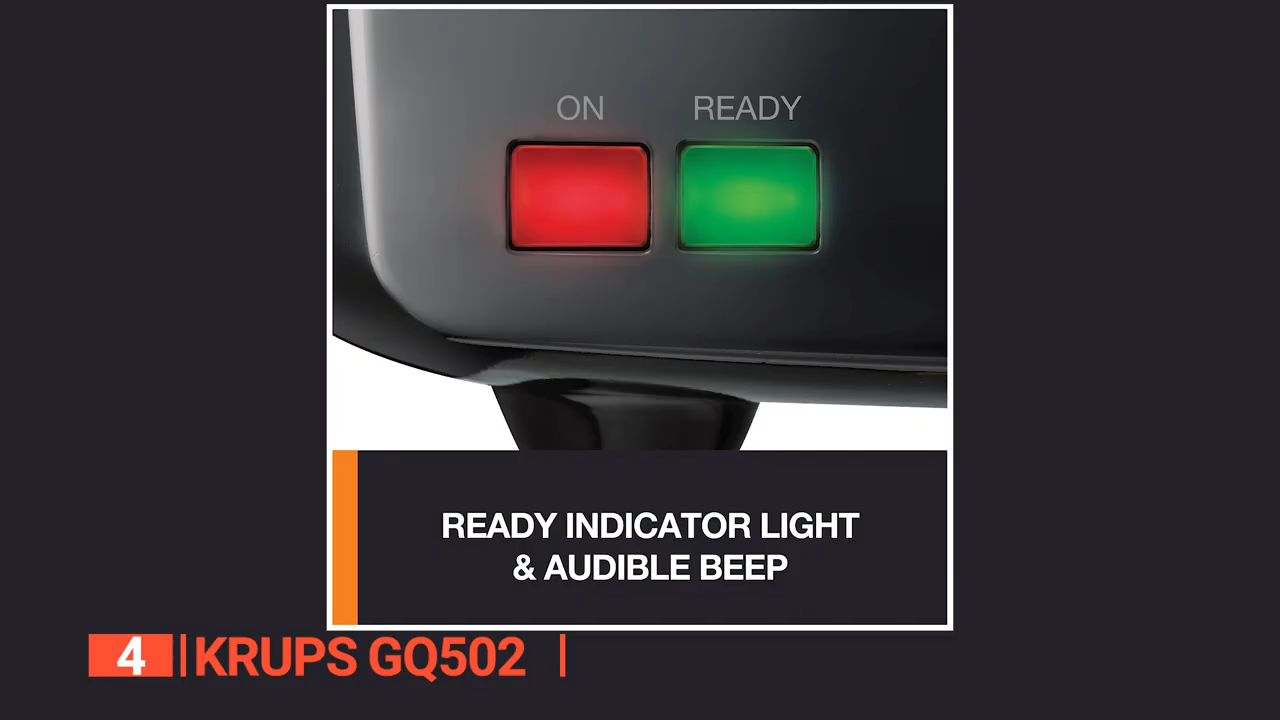 ON READY
READY INDICATOR LIGHT
& AUDIBLE BEEP
4 KRUPS GQ502